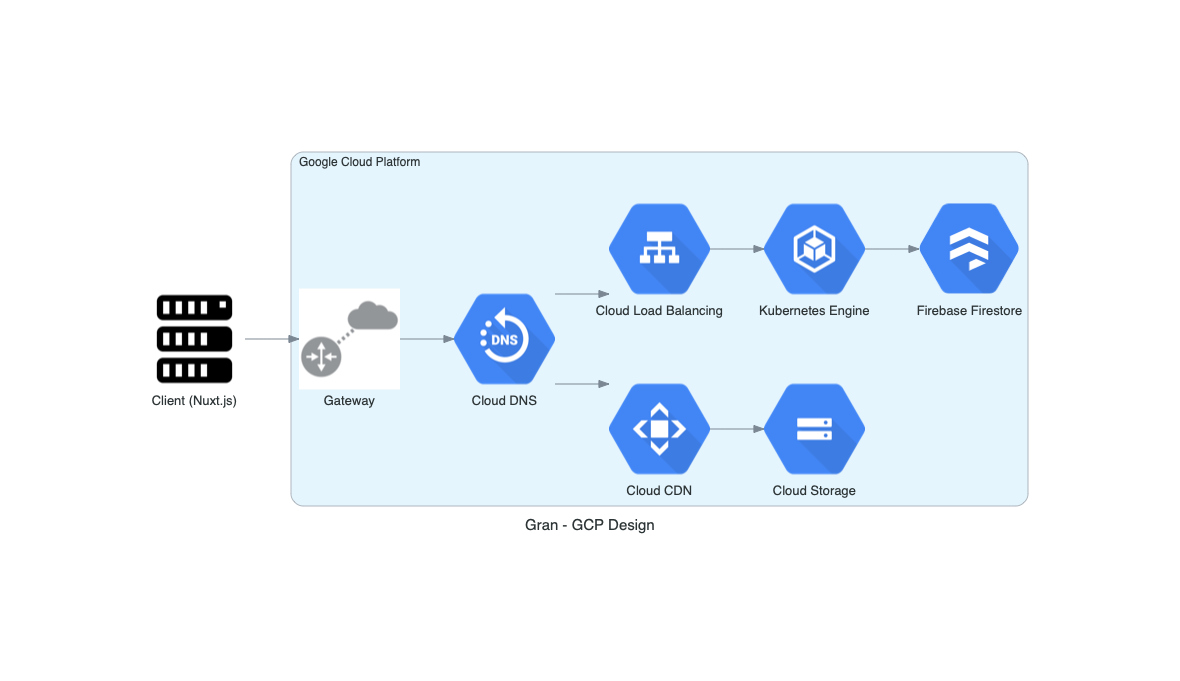 Google Cloud Platform
Cloud Load Balancing
Kubernetes Engine
Firebase Firestore
Client (Nuxt.js)
Gateway
DNS
Cloud DNS
Cloud CDN
Cloud Storage
Gran - GCP Design